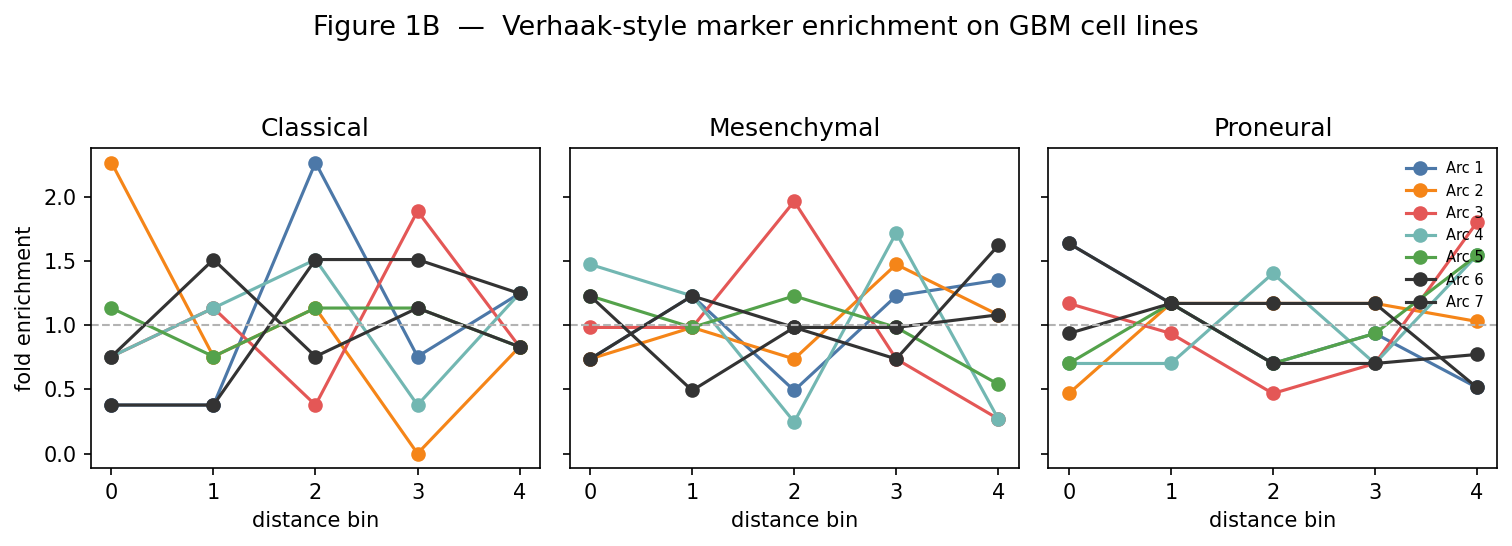 Figure 1B — Verhaak-style marker enrichment on GBM cell lines
Classical
Mesenchymal
Proneural
fold enrichment
2.0
1.5
1.0
0.5
0.0
0 1 2 3 4
0 1 2 3 4
0 1 2 3 4
distance bin
distance bin
distance bin
Arc 1
Arc 2
Arc 3
Arc 4
Arc 5
Arc 6
Arc 7